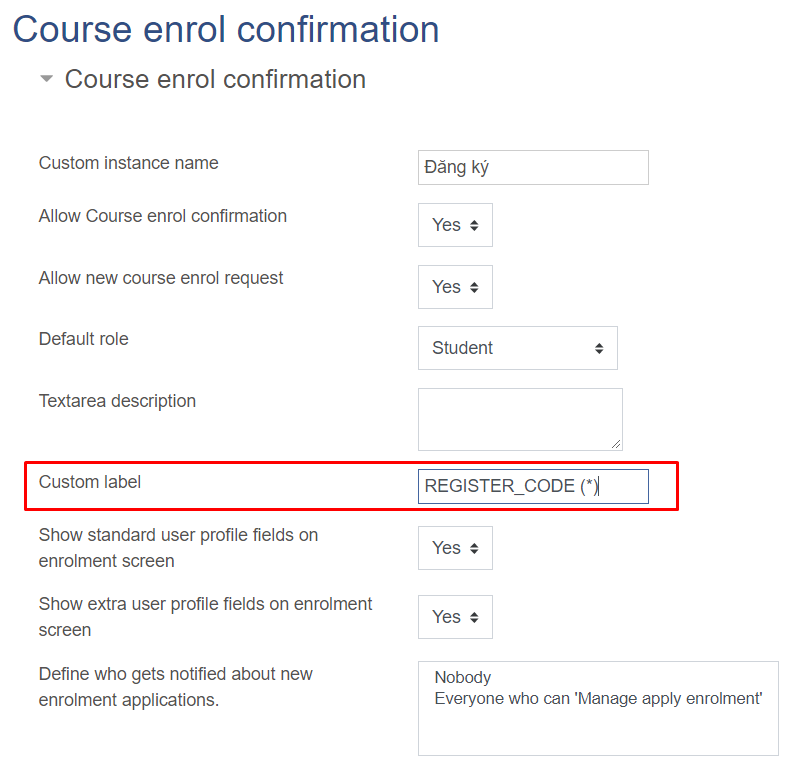 Course enrol confirmation
Course enrol confirmation
Custom instance name
Đăng ký
Allow Course enrol confirmation
Yes
Allow new course enrol request
Yes
Default role
Student
Textarea description
Custom label
REGISTER_CODE (*)
Show standard user profile fields on
enrolment screen
Yes
Show extra user profile fields on enrolment
screen
Yes
Define who gets notified about new
enrolment applications.
Nobody
Everyone who can 'Manage apply enrolment'